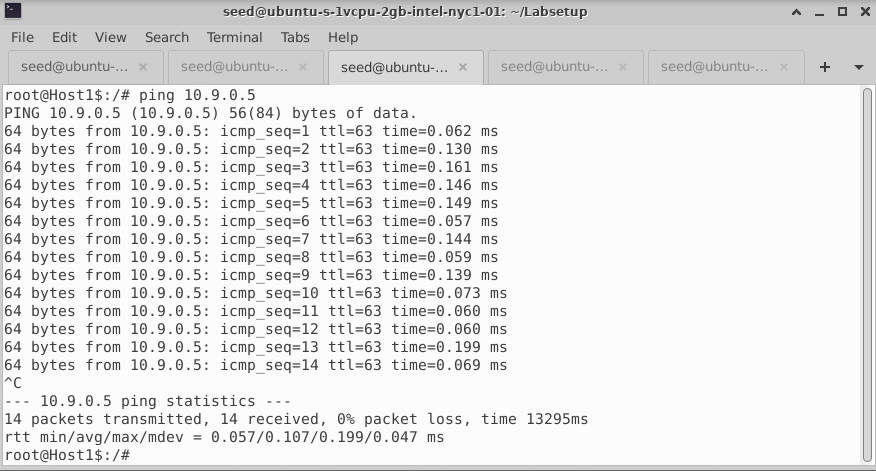 seed@ubuntu-s-1vcpu-2gb-intel-nyc1-01: ~/Labsetup
File Edit View Search Terminal Tabs Help
seed@ubuntu-... × seed@ubuntu-... × seed@ubuntu-... × seed@ubuntu-... × seed@ubuntu-... ×
root@Host1$:/# ping 10.9.0.5
PING 10.9.0.5 (10.9.0.5) 56(84) bytes of data.
64 bytes from 10.9.0.5: icmp_seq=1 ttl=63 time=0.062 ms
64 bytes from 10.9.0.5: icmp_seq=2 ttl=63 time=0.130 ms
64 bytes from 10.9.0.5: icmp_seq=3 ttl=63 time=0.161 ms
64 bytes from 10.9.0.5: icmp_seq=4 ttl=63 time=0.146 ms
64 bytes from 10.9.0.5: icmp_seq=5 ttl=63 time=0.149 ms
64 bytes from 10.9.0.5: icmp_seq=6 ttl=63 time=0.057 ms
64 bytes from 10.9.0.5: icmp_seq=7 ttl=63 time=0.144 ms
64 bytes from 10.9.0.5: icmp_seq=8 ttl=63 time=0.059 ms
64 bytes from 10.9.0.5: icmp_seq=9 ttl=63 time=0.139 ms
64 bytes from 10.9.0.5: icmp_seq=10 ttl=63 time=0.073 ms
64 bytes from 10.9.0.5: icmp_seq=11 ttl=63 time=0.060 ms
64 bytes from 10.9.0.5: icmp_seq=12 ttl=63 time=0.060 ms
64 bytes from 10.9.0.5: icmp_seq=13 ttl=63 time=0.199 ms
64 bytes from 10.9.0.5: icmp_seq=14 ttl=63 time=0.069 ms
^C
--- 10.9.0.5 ping statistics ---
14 packets transmitted, 14 received, 0% packet loss, time 13295ms
rtt min/avg/max/mdev = 0.057/0.107/0.199/0.047 ms
root@Host1$:/#